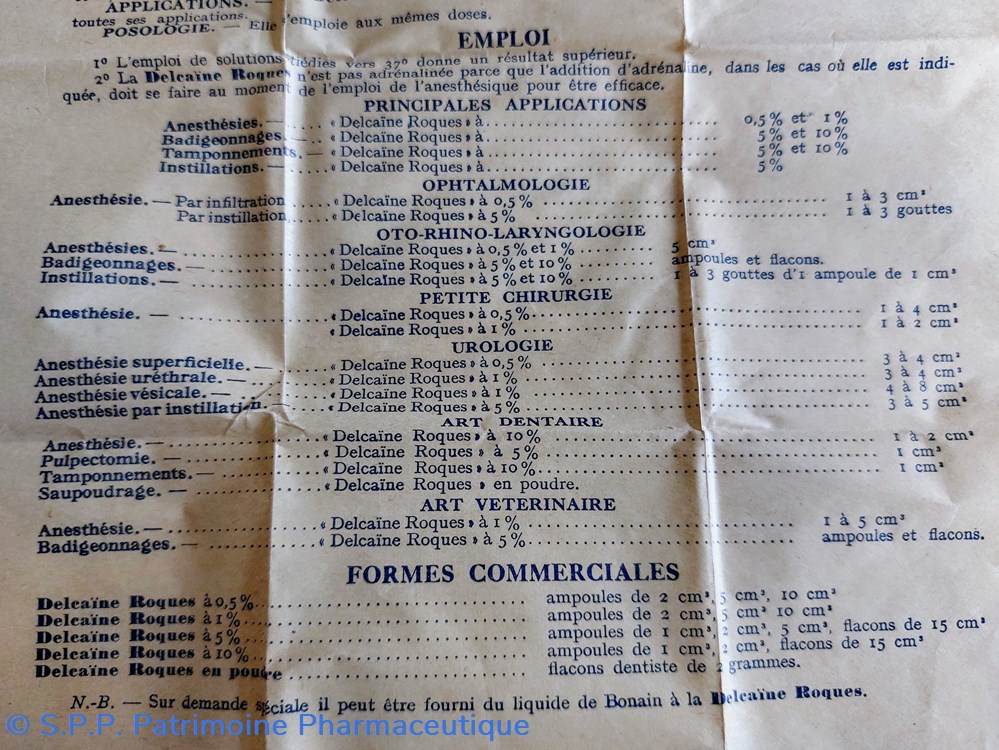 APPLICATIONS. —
toutes ses applications.
POSOLOGIE. — Elle s'emploie aux mêmes doses.
EMPLOI
1º L'emploi de solutions tiédies vers 37º donne un résultat supérieur.
2º La Delcaïne Roques n'est pas adrénalinée parce que l'addition d'adrénaline, dans les cas où elle est indi-
quée, doit se faire au moment de l'emploi de l'anesthésique pour être efficace.
PRINCIPALES APPLICATIONS
Anesthésies. — ..... « Delcaïne Roques » à ..... 0,5 % et 1 %
Badigeonnages. — ..... « Delcaïne Roques » à ..... 5 % et 10 %
Tamponnements. — « Delcaïne Roques » à ..... 5 % et 10 %
Instillations. — ..... « Delcaïne Roques » à ..... 5 %
OPHTALMOLOGIE
Anesthésie. — Par infiltration ..... « Delcaïne Roques » à 0,5 % ..... 1 à 3 cm³
Par instillation ..... « Delcaïne Roques » à 5 % ..... 1 à 3 gouttes
OTO-RHINO-LARYNGOLOGIE
Anesthésies. — ..... « Delcaïne Roques » à 0,5 % et 1 % ..... 5 cm³
Badigeonnages. — ..... « Delcaïne Roques » à 5 % et 10 % ..... ampoules et flacons.
Instillations. — ..... « Delcaïne Roques » à 5 % et 10 % ..... 1 à 3 gouttes d'1 ampoule de 1 cm³
PETITE CHIRURGIE
Anesthésie. — ..... « Delcaïne Roques » à 0,5 % ..... 1 à 4 cm³
« Delcaïne Roques » à 1 % ..... 1 à 2 cm³
UROLOGIE
Anesthésie superficielle. — ..... « Delcaïne Roques » à 0,5 % ..... 3 à 4 cm³
Anesthésie uréthrale. — ..... « Delcaïne Roques » à 1 % ..... 3 à 4 cm³
Anesthésie vésicale. — ..... « Delcaïne Roques » à 1 % ..... 4 à 8 cm³
Anesthésie par instillation. — ..... « Delcaïne Roques » à 5 % ..... 3 à 5 cm³
ART DENTAIRE
Anesthésie. — ..... « Delcaïne Roques » à 10 % ..... 1 à 2 cm³
Pulpectomie. — ..... « Delcaïne Roques » à 5 % ..... 1 cm³
Tamponnements. — ..... « Delcaïne Roques » à 10 % ..... 1 cm³
Saupoudrage. — ..... « Delcaïne Roques » en poudre.
ART VETERINAIRE
Anesthésie. — ..... « Delcaïne Roques » à 1 % ..... 1 à 5 cm³
Badigeonnages. — ..... « Delcaïne Roques » à 5 % ..... ampoules et flacons.
FORMES COMMERCIALES
Delcaïne Roques à 0,5 % ..... ampoules de 2 cm³, 5 cm³, 10 cm³
Delcaïne Roques à 1 % ..... ampoules de 2 cm³, 5 cm³ 10 cm³
Delcaïne Roques à 5 % ..... ampoules de 1 cm³, 2 cm³, 5 cm³, flacons de 15 cm³
Delcaïne Roques à 10 % ..... ampoules de 1 cm³, 2 cm³, flacons de 15 cm³
Delcaïne Roques en poudre ..... flacons dentiste de 2 grammes.
N.-B. — Sur demande spéciale il peut être fourni du liquide de Bonain à la Delcaïne Roques.
© S.P.P. Patrimoine Pharmaceutique